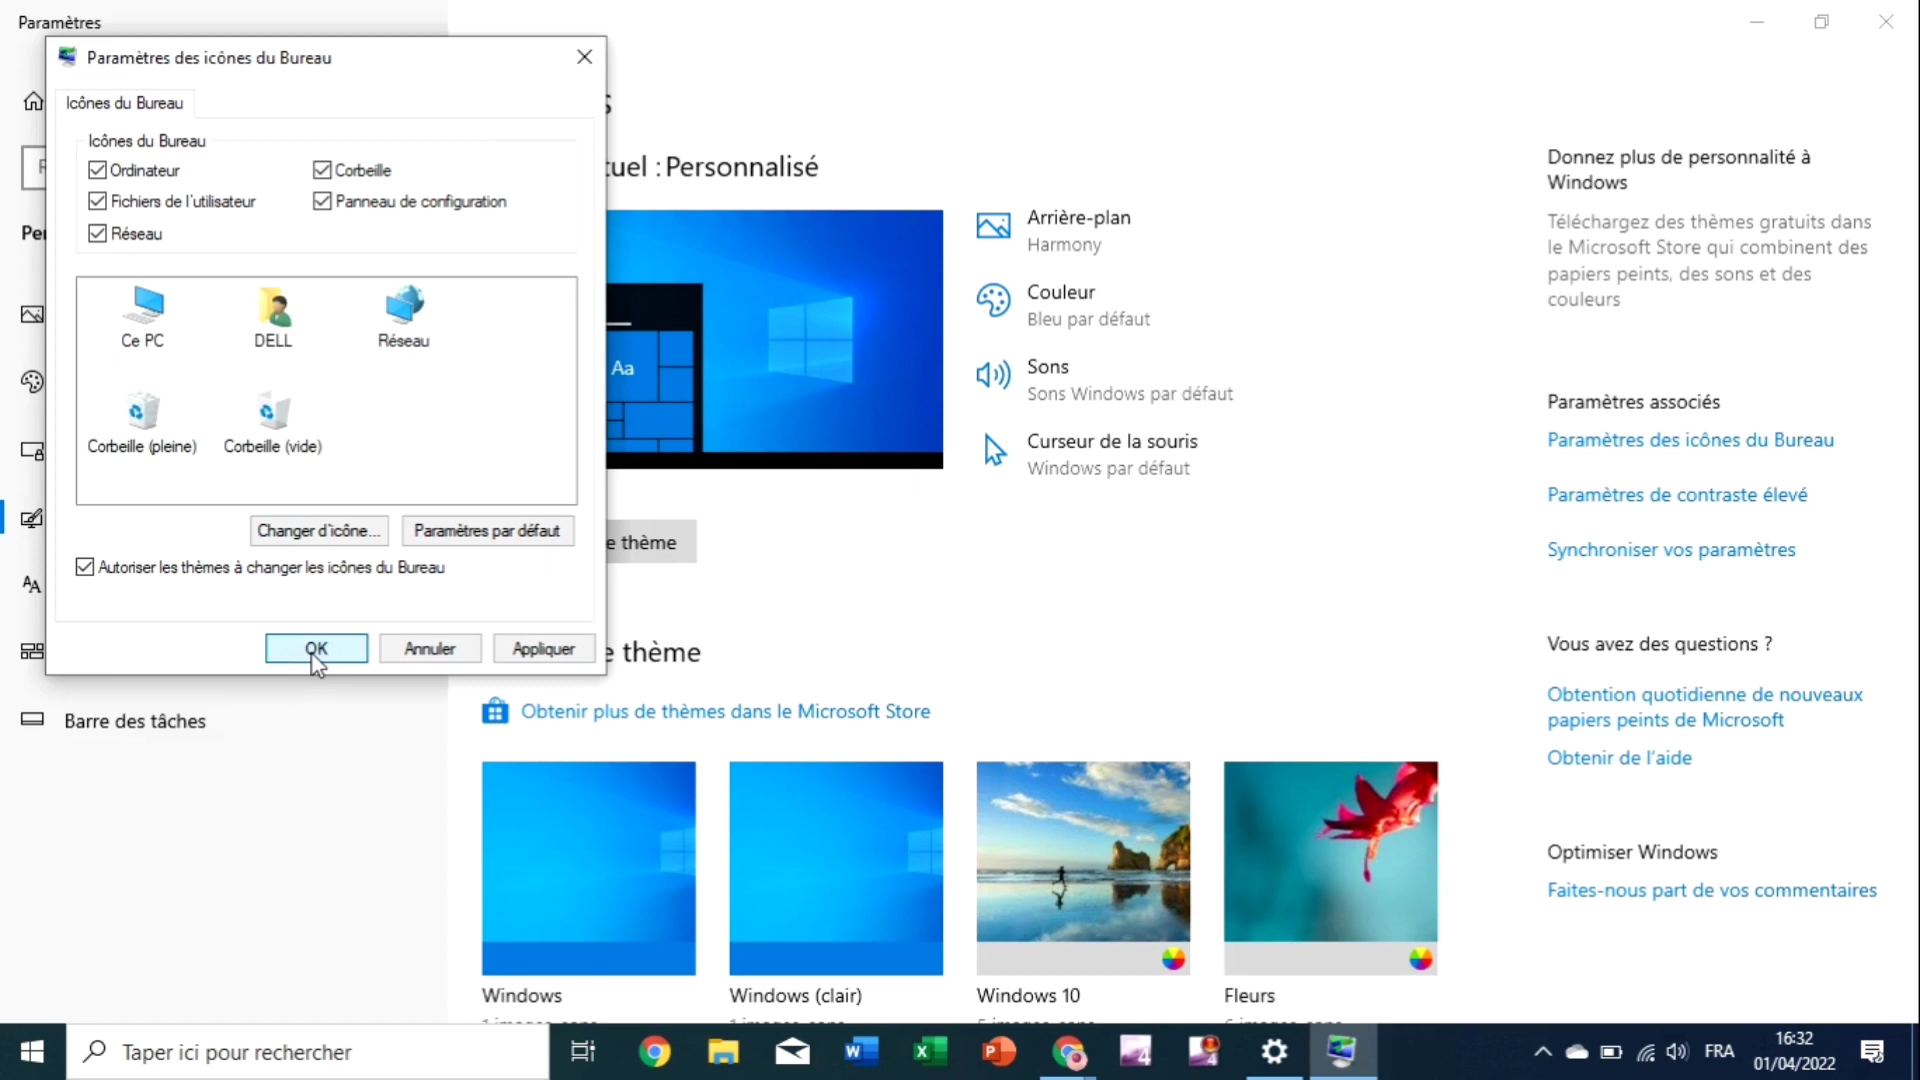 Paramètres
Paramètres des icônes du Bureau
Icônes du Bureau
Icônes du Bureau
Ordinateur
Corbeille
Fichiers de l'utilisateur
Panneau de configuration
Réseau
Ce PC
DELL
Réseau
Corbeille (pleine)
Corbeille (vide)
Changer d'icône...
Paramètres par défaut
Autoriser les thèmes à changer les icônes du Bureau
OK
Annuler
Appliquer
Barre des tâches
tuel : Personnalisé
Aa
Arrière-plan
Harmony
Couleur
Bleu par défaut
Sons
Sons Windows par défaut
Curseur de la souris
Windows par défaut
e thème
e thème
Obtenir plus de thèmes dans le Microsoft Store
Windows
Windows (clair)
Windows 10
Fleurs
Donnez plus de personnalité à
Windows
Téléchargez des thèmes gratuits dans
le Microsoft Store qui combinent des
papiers peints, des sons et des
couleurs
Paramètres associés
Paramètres des icônes du Bureau
Paramètres de contraste élevé
Synchroniser vos paramètres
Vous avez des questions ?
Obtention quotidienne de nouveaux
papiers peints de Microsoft
Obtenir de l'aide
Optimiser Windows
Faites-nous part de vos commentaires
Taper ici pour rechercher
FRA
16:32
01/04/2022